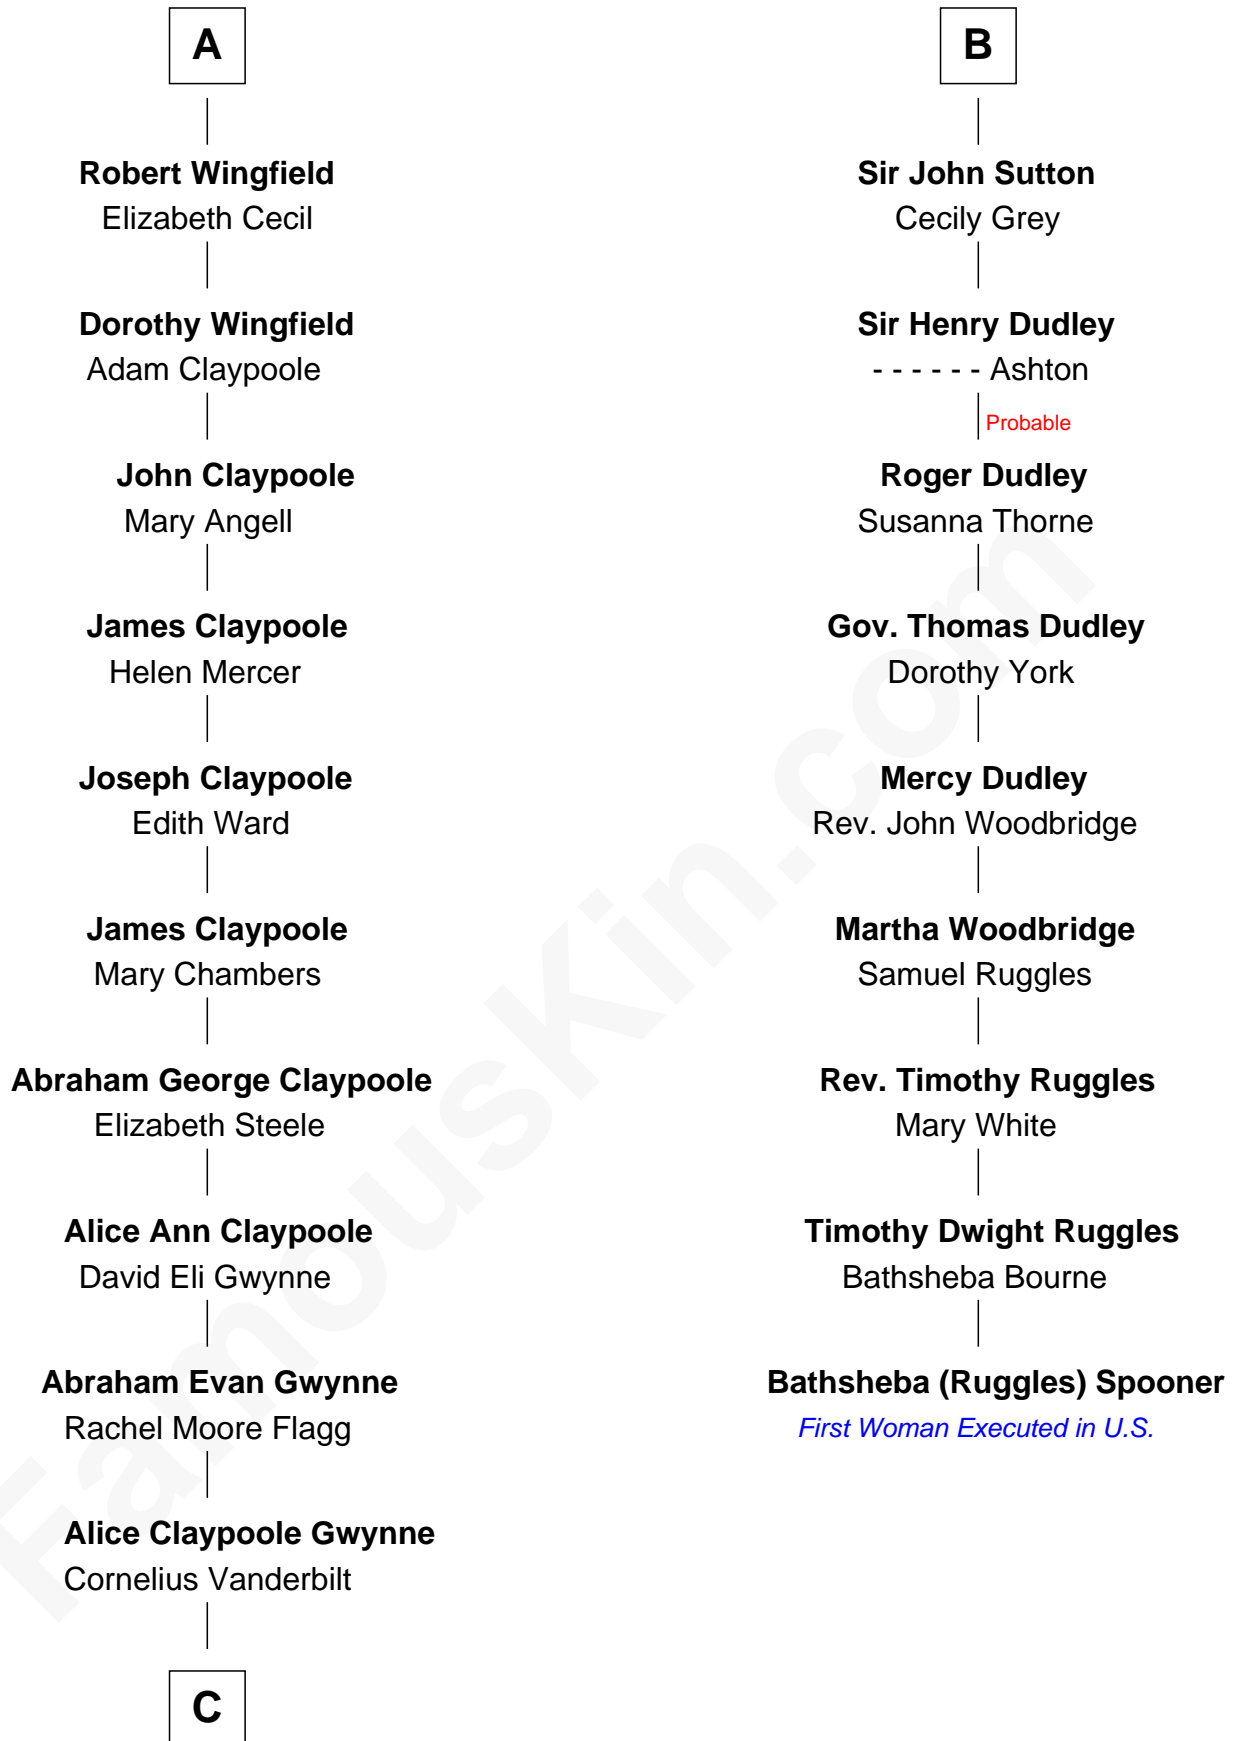 A
Robert Wingfield
Elizabeth Cecil
Dorothy Wingfield
Adam Claypoole
John Claypoole
Mary Angell
James Claypoole
Helen Mercer
Joseph Claypoole
Edith Ward
James Claypoole
Mary Chambers
Abraham George Claypoole
Elizabeth Steele
Alice Ann Claypoole
David Eli Gwynne
Abraham Evan Gwynne
Rachel Moore Flagg
Alice Claypoole Gwynne
Cornelius Vanderbilt
C
B
Sir John Sutton
Cecily Grey
Sir Henry Dudley
- - - - - - Ashton
Probable
Roger Dudley
Susanna Thorne
Gov. Thomas Dudley
Dorothy York
Mercy Dudley
Rev. John Woodbridge
Martha Woodbridge
Samuel Ruggles
Rev. Timothy Ruggles
Mary White
Timothy Dwight Ruggles
Bathsheba Bourne
Bathsheba (Ruggles) Spooner
First Woman Executed in U.S.
FamousKin.com